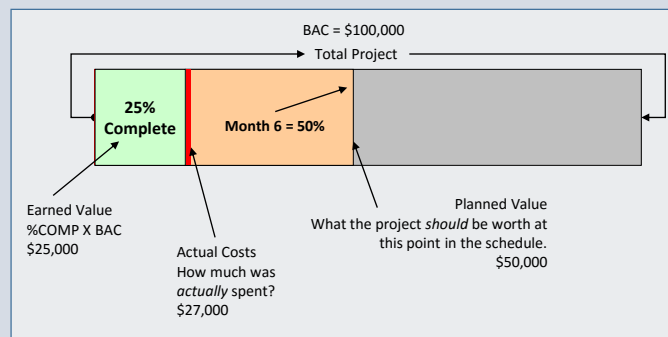 BAC = $100,000
Total Project
25%
Complete
Month 6 = 50%
Earned Value
%COMP X BAC
$25,000
Actual Costs
How much was
actually spent?
$27,000
Planned Value
What the project should be worth at
this point in the schedule.
$50,000